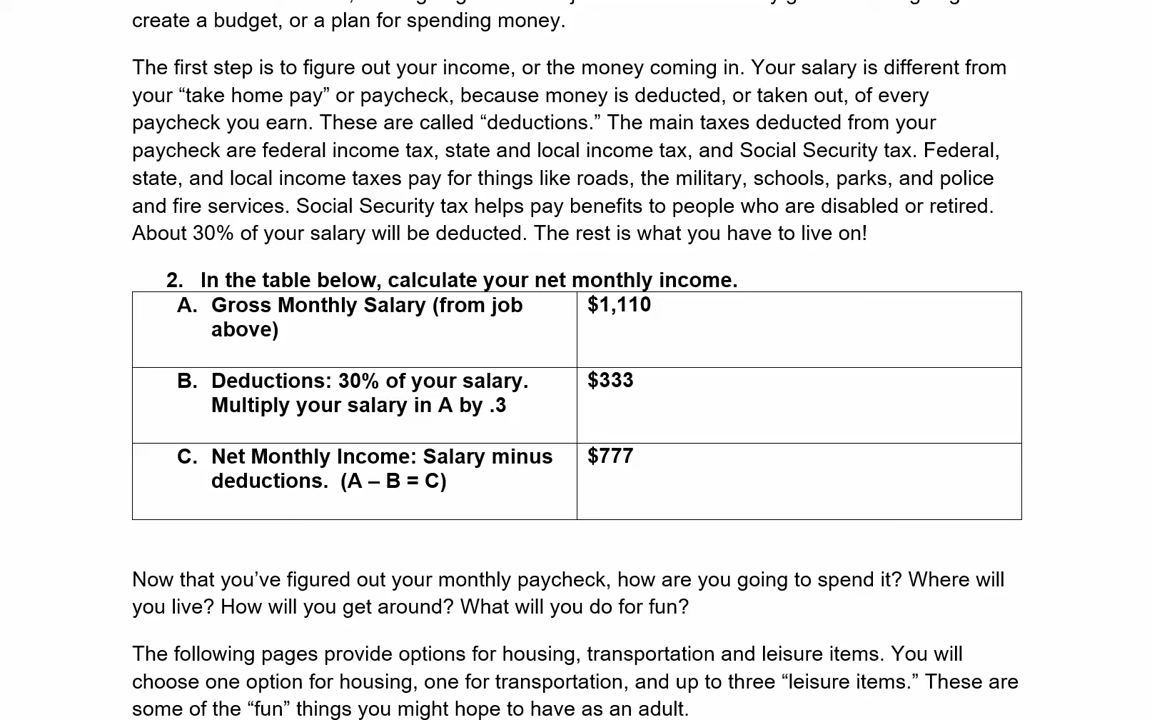 create a budget, or a plan for spending money.
The first step is to figure out your income, or the money coming in. Your salary is different from
your “take home pay” or paycheck, because money is deducted, or taken out, of every
paycheck you earn. These are called “deductions.” The main taxes deducted from your
paycheck are federal income tax, state and local income tax, and Social Security tax. Federal,
state, and local income taxes pay for things like roads, the military, schools, parks, and police
and fire services. Social Security tax helps pay benefits to people who are disabled or retired.
About 30% of your salary will be deducted. The rest is what you have to live on!
2. In the table below, calculate your net monthly income.
A. Gross Monthly Salary (from job
above)
$1,110
B. Deductions: 30% of your salary.
Multiply your salary in A by .3
$333
C. Net Monthly Income: Salary minus
deductions. (A – B = C)
$777
Now that you’ve figured out your monthly paycheck, how are you going to spend it? Where will
you live? How will you get around? What will you do for fun?
The following pages provide options for housing, transportation and leisure items. You will
choose one option for housing, one for transportation, and up to three “leisure items.” These are
some of the “fun” things you might hope to have as an adult.